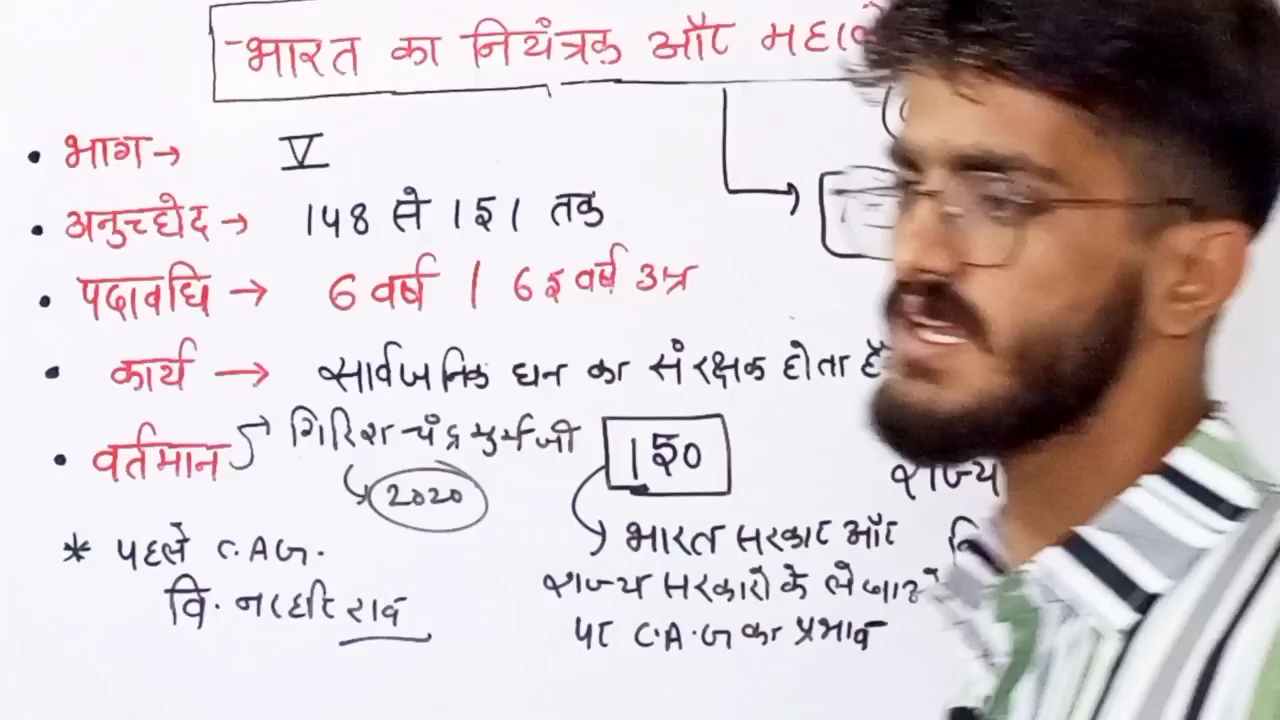 भारत का नियंत्रक और
• भाग→ V
• अनुच्छेद → 148 से 151 तक
• पदावधि → 6 वर्ष / 65 वर्ष उम्र
• कार्य → सार्वजनिक धन का संरक्षक होता है
• वर्तमान → गिरिश चंद्र मुर्मू जी
2020
150
राज्य
भारत सरकार और
राज्य सरकारों के
पर C.A.G का प्रभाव
* पहले C.A.G.
वि. नरहरि राव